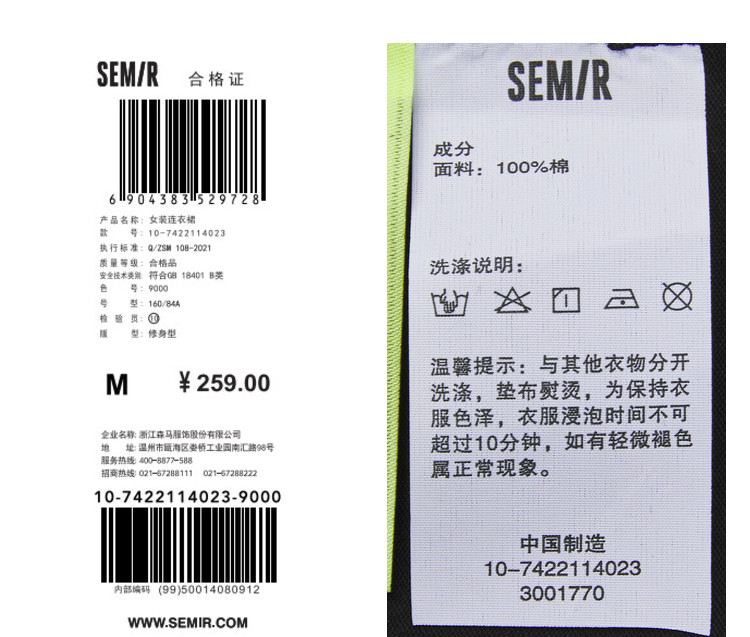 SEMIR 合格证
6 904383 529728
产品名称: 女装连衣裙
款 号: 10-7422114023
执行标准: Q/ZSM 108-2021
质量等级: 合格品
安全技术类别: 符合GB 18401 B类
色 号: 9000
号 型: 160/84A
检 验 员: ⑩
版 型: 修身型
M ¥259.00
企业名称: 浙江森马服饰股份有限公司
地 址: 温州市瓯海区娄桥工业园南汇路98号
服务热线: 400-8877-588
招商热线: 021-67288111 021-67288222
10-7422114023-9000
内部编码 (99)50014080912
WWW.SEMIR.COM
SEMIR
成分
面料: 100%棉
洗涤说明:
温馨提示: 与其他衣物分开
洗涤, 垫布熨烫, 为保持衣
服色泽, 衣服浸泡时间不可
超过10分钟, 如有轻微褪色
属正常现象。
中国制造
10-7422114023
3001770